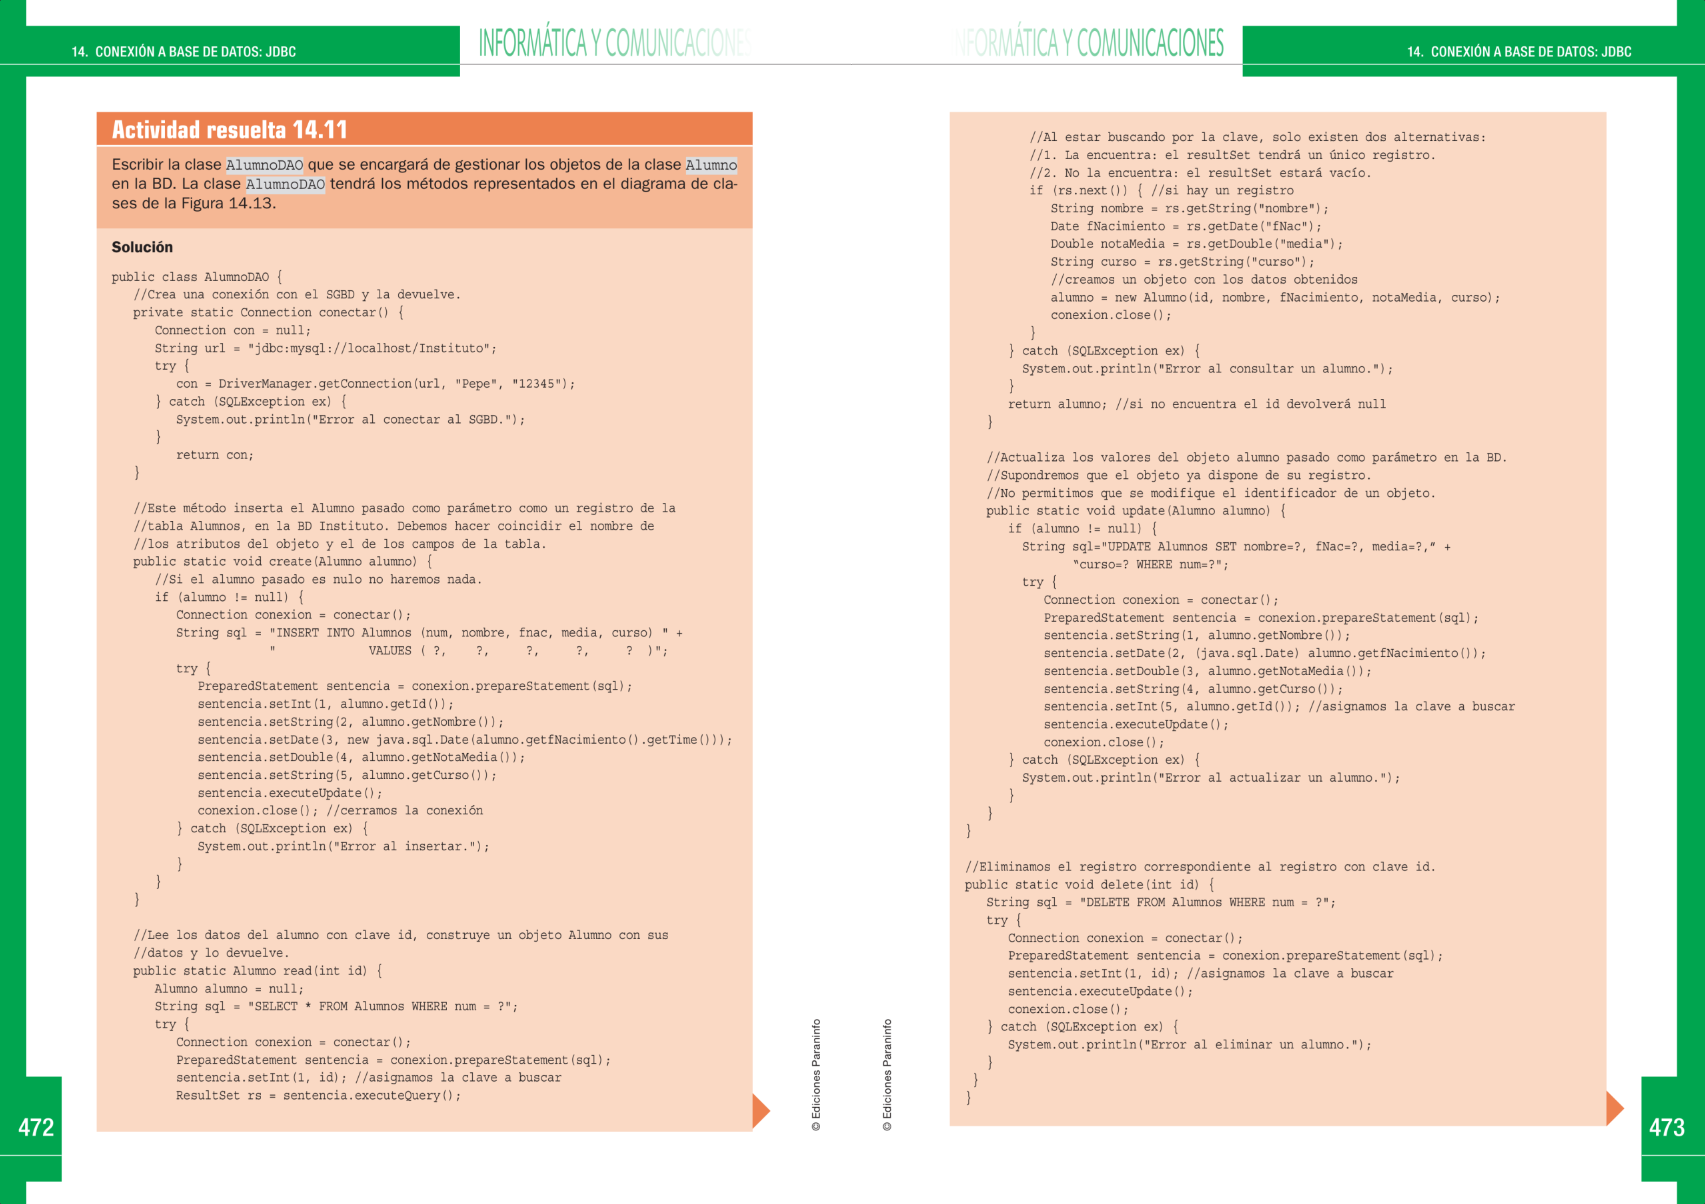 14. CONEXIÓN A BASE DE DATOS: JDBC
INFORMÁTICA Y COMUNICACIONES
Actividad resuelta 14.11
Escribir la clase AlumnoDAO que se encargará de gestionar los objetos de la clase Alumno
en la BD. La clase AlumnoDAO tendrá los métodos representados en el diagrama de cla-
ses de la Figura 14.13.
Solución
public class AlumnoDAO {
//Crea una conexión con el SGBD y la devuelve.
private static Connection conectar() {
Connection con = null;
String url = "jdbc:mysql://localhost/Instituto";
try {
con = DriverManager.getConnection(url, "Pepe", "12345");
} catch (SQLException ex) {
System.out.println("Error al conectar al SGBD.");
}
return con;
}
//Este método inserta el Alumno pasado como parámetro como un registro de la
//tabla Alumnos, en la BD Instituto. Debemos hacer coincidir el nombre de
//los atributos del objeto y el de los campos de la tabla.
public static void create(Alumno alumno) {
//Si el alumno pasado es nulo no haremos nada.
if (alumno != null) {
Connection conexion = conectar();
String sql = "INSERT INTO Alumnos (num, nombre, fnac, media, curso) " +
" VALUES ( ?, ?, ?, ?, ? )";
try {
PreparedStatement sentencia = conexion.prepareStatement(sql);
sentencia.setInt(1, alumno.getId());
sentencia.setString(2, alumno.getNombre());
sentencia.setDate(3, new java.sql.Date(alumno.getfNacimiento().getTime()));
sentencia.setDouble(4, alumno.getNotaMedia());
sentencia.setString(5, alumno.getCurso());
sentencia.executeUpdate();
conexion.close(); //cerramos la conexión
} catch (SQLException ex) {
System.out.println("Error al insertar.");
}
}
}
//Lee los datos del alumno con clave id, construye un objeto Alumno con sus
//datos y lo devuelve.
public static Alumno read(int id) {
Alumno alumno = null;
String sql = "SELECT * FROM Alumnos WHERE num = ?";
try {
Connection conexion = conectar();
PreparedStatement sentencia = conexion.prepareStatement(sql);
sentencia.setInt(1, id); //asignamos la clave a buscar
ResultSet rs = sentencia.executeQuery();
© Ediciones Paraninfo
472
INFORMÁTICA Y COMUNICACIONES
14. CONEXIÓN A BASE DE DATOS: JDBC
//Al estar buscando por la clave, solo existen dos alternativas:
//1. La encuentra: el resultSet tendrá un único registro.
//2. No la encuentra: el resultSet estará vacío.
if (rs.next()) { //si hay un registro
String nombre = rs.getString("nombre");
Date fNacimiento = rs.getDate("fNac");
Double notaMedia = rs.getDouble("media");
String curso = rs.getString("curso");
//creamos un objeto con los datos obtenidos
alumno = new Alumno(id, nombre, fNacimiento, notaMedia, curso);
conexion.close();
}
} catch (SQLException ex) {
System.out.println("Error al consultar un alumno.");
}
return alumno; //si no encuentra el id devolverá null
}
//Actualiza los valores del objeto alumno pasado como parámetro en la BD.
//Supondremos que el objeto ya dispone de su registro.
//No permitimos que se modifique el identificador de un objeto.
public static void update(Alumno alumno) {
if (alumno != null) {
String sql="UPDATE Alumnos SET nombre=?, fNac=?, media=?,” +
“curso=? WHERE num=?";
try {
Connection conexion = conectar();
PreparedStatement sentencia = conexion.prepareStatement(sql);
sentencia.setString(1, alumno.getNombre());
sentencia.setDate(2, (java.sql.Date) alumno.getfNacimiento());
sentencia.setDouble(3, alumno.getNotaMedia());
sentencia.setString(4, alumno.getCurso());
sentencia.setInt(5, alumno.getId()); //asignamos la clave a buscar
sentencia.executeUpdate();
conexion.close();
} catch (SQLException ex) {
System.out.println("Error al actualizar un alumno.");
}
}
}
//Eliminamos el registro correspondiente al registro con clave id.
public static void delete(int id) {
String sql = "DELETE FROM Alumnos WHERE num = ?";
try {
Connection conexion = conectar();
PreparedStatement sentencia = conexion.prepareStatement(sql);
sentencia.setInt(1, id); //asignamos la clave a buscar
sentencia.executeUpdate();
conexion.close();
} catch (SQLException ex) {
System.out.println("Error al eliminar un alumno.");
}
}
}
© Ediciones Paraninfo
473